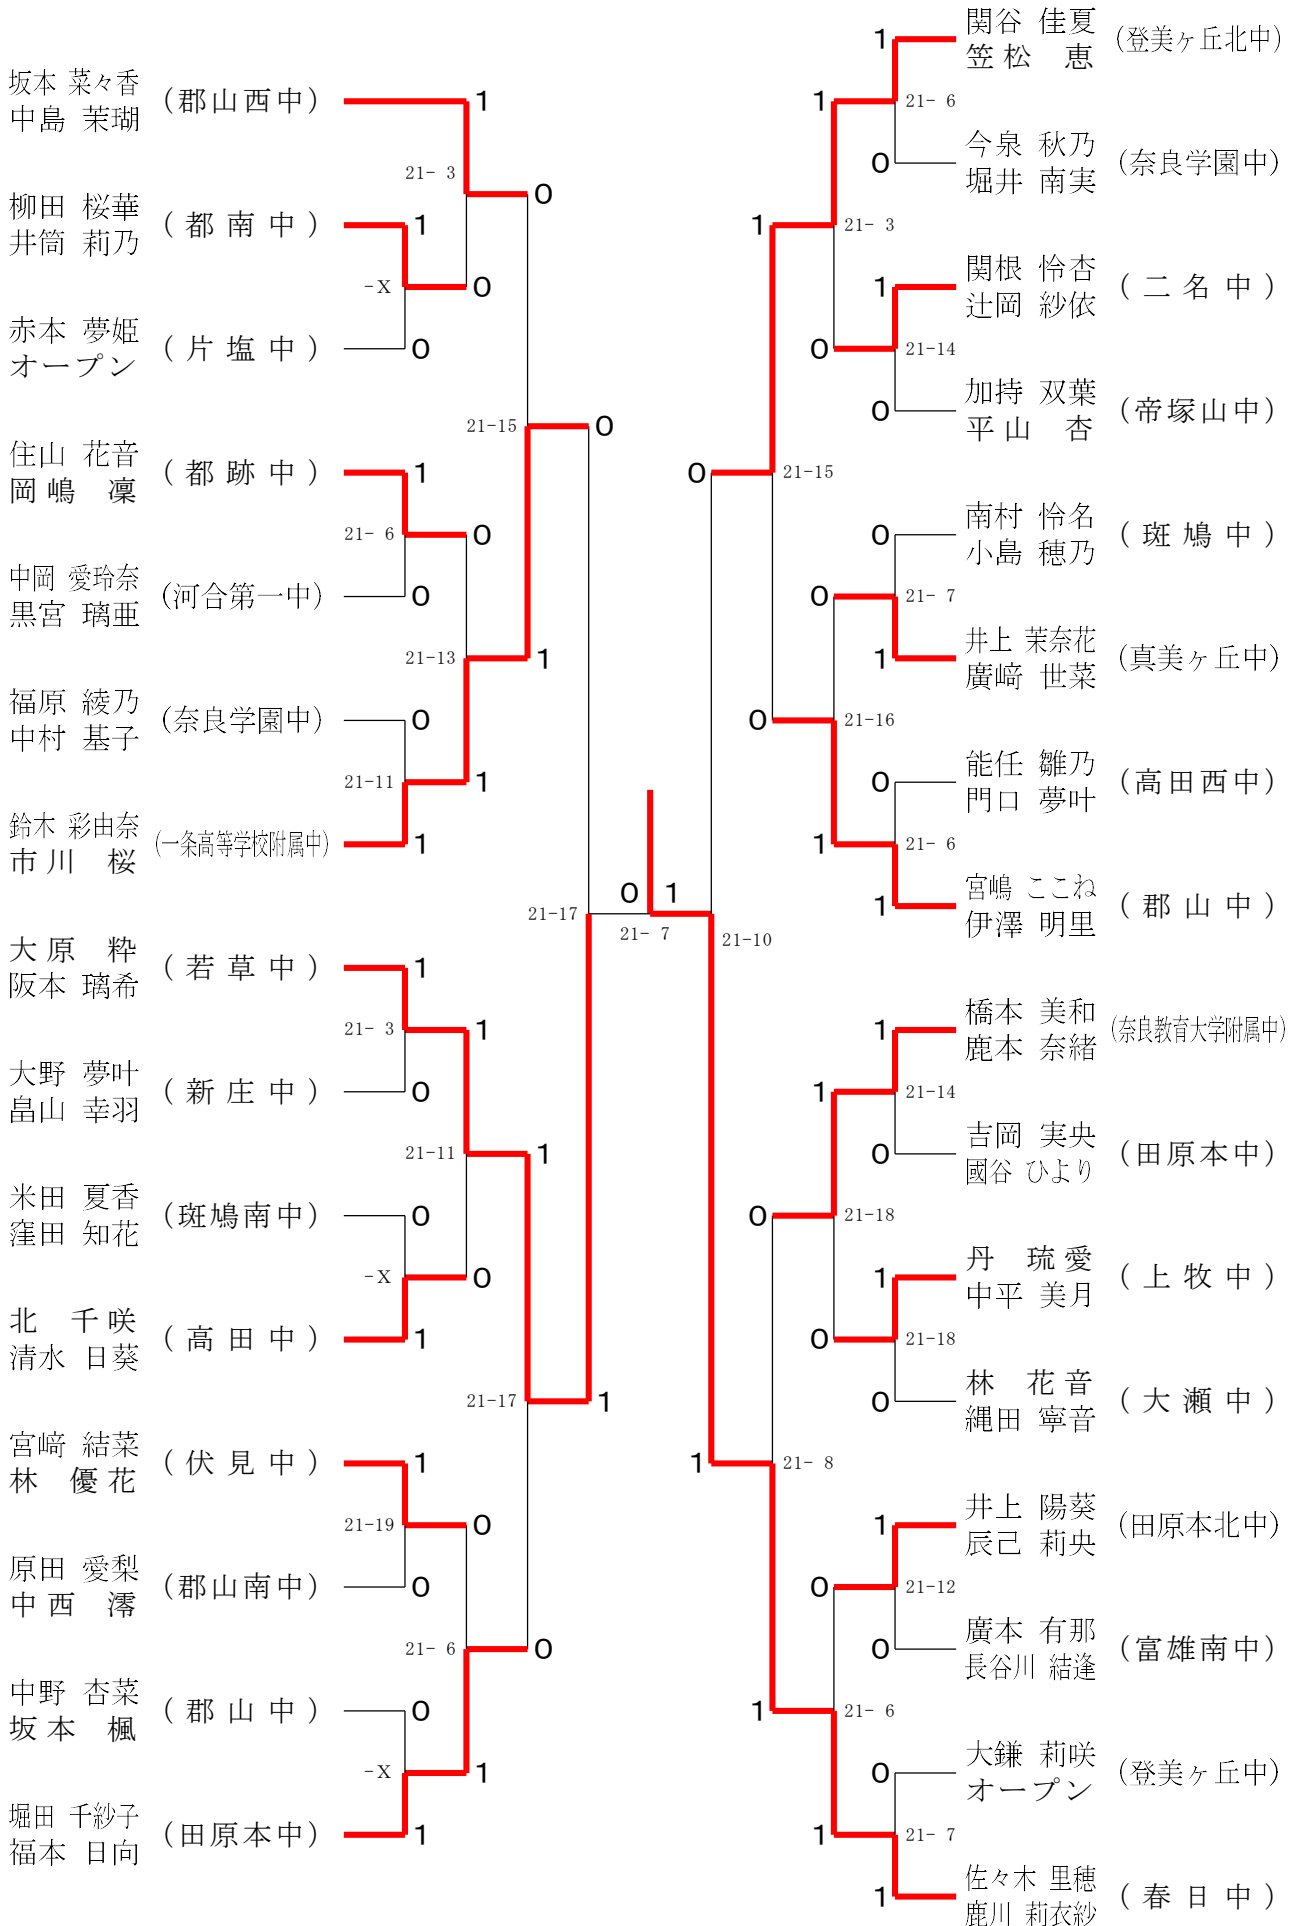 坂本 菜々香
中島 茉瑚
(郡山西中)
1
21- 3
0
柳田 桜華
井筒 莉乃
(都南中)
1
-X
0
赤本 夢姫
オープン
(片塩中)
0
21-15
0
住山 花音
岡嶋 凜
(都跡中)
1
21- 6
0
中岡 愛玲奈
黒宮 璃亜
(河合第一中)
0
21-13
1
福原 綾乃
中村 基子
(奈良学園中)
0
21-11
1
鈴木 彩由奈
市川 桜
(一条高等学校附属中)
1
21-17
0
1
21- 7
大原 粋
阪本 璃希
(若草中)
1
21- 3
1
大野 夢叶
畠山 幸羽
(新庄中)
0
21-11
1
米田 夏香
窪田 知花
(斑鳩南中)
0
-X
0
北 千咲
清水 日葵
(高田中)
1
21-17
1
宮﨑 結菜
林 優花
(伏見中)
1
21-19
0
原田 愛梨
中西 澪
(郡山南中)
0
21- 6
0
中野 杏菜
坂本 楓
(郡山中)
0
-X
1
堀田 千紗子
福本 日向
(田原本中)
1
関谷 佳夏
笠松 恵
(登美ヶ丘北中)
1
1
21- 6
今泉 秋乃
堀井 南実
(奈良学園中)
0
1
21- 3
関根 怜杏
辻岡 紗依
(二名中)
1
0
21-14
加持 双葉
平山 杏
(帝塚山中)
0
0
21-15
南村 怜名
小島 穂乃
(斑鳩中)
0
0
21- 7
井上 茉奈花
廣﨑 世菜
(真美ヶ丘中)
1
0
21-16
能任 雛乃
門口 夢叶
(高田西中)
0
1
21- 6
宮嶋 ここね
伊澤 明里
(郡山中)
1
21-10
橋本 美和
鹿本 奈緒
(奈良教育大学附属中)
1
1
21-14
吉岡 実央
國谷 ひより
(田原本中)
0
0
21-18
丹 琉愛
中平 美月
(上牧中)
1
0
21-18
林 花音
縄田 寧音
(大瀬中)
0
1
21- 8
井上 陽葵
辰己 莉央
(田原本北中)
1
0
21-12
廣本 有那
長谷川 結逢
(富雄南中)
0
1
21- 6
大鎌 莉咲
オープン
(登美ヶ丘中)
0
1
21- 7
佐々木 里穂
鹿川 莉衣紗
(春日中)
1